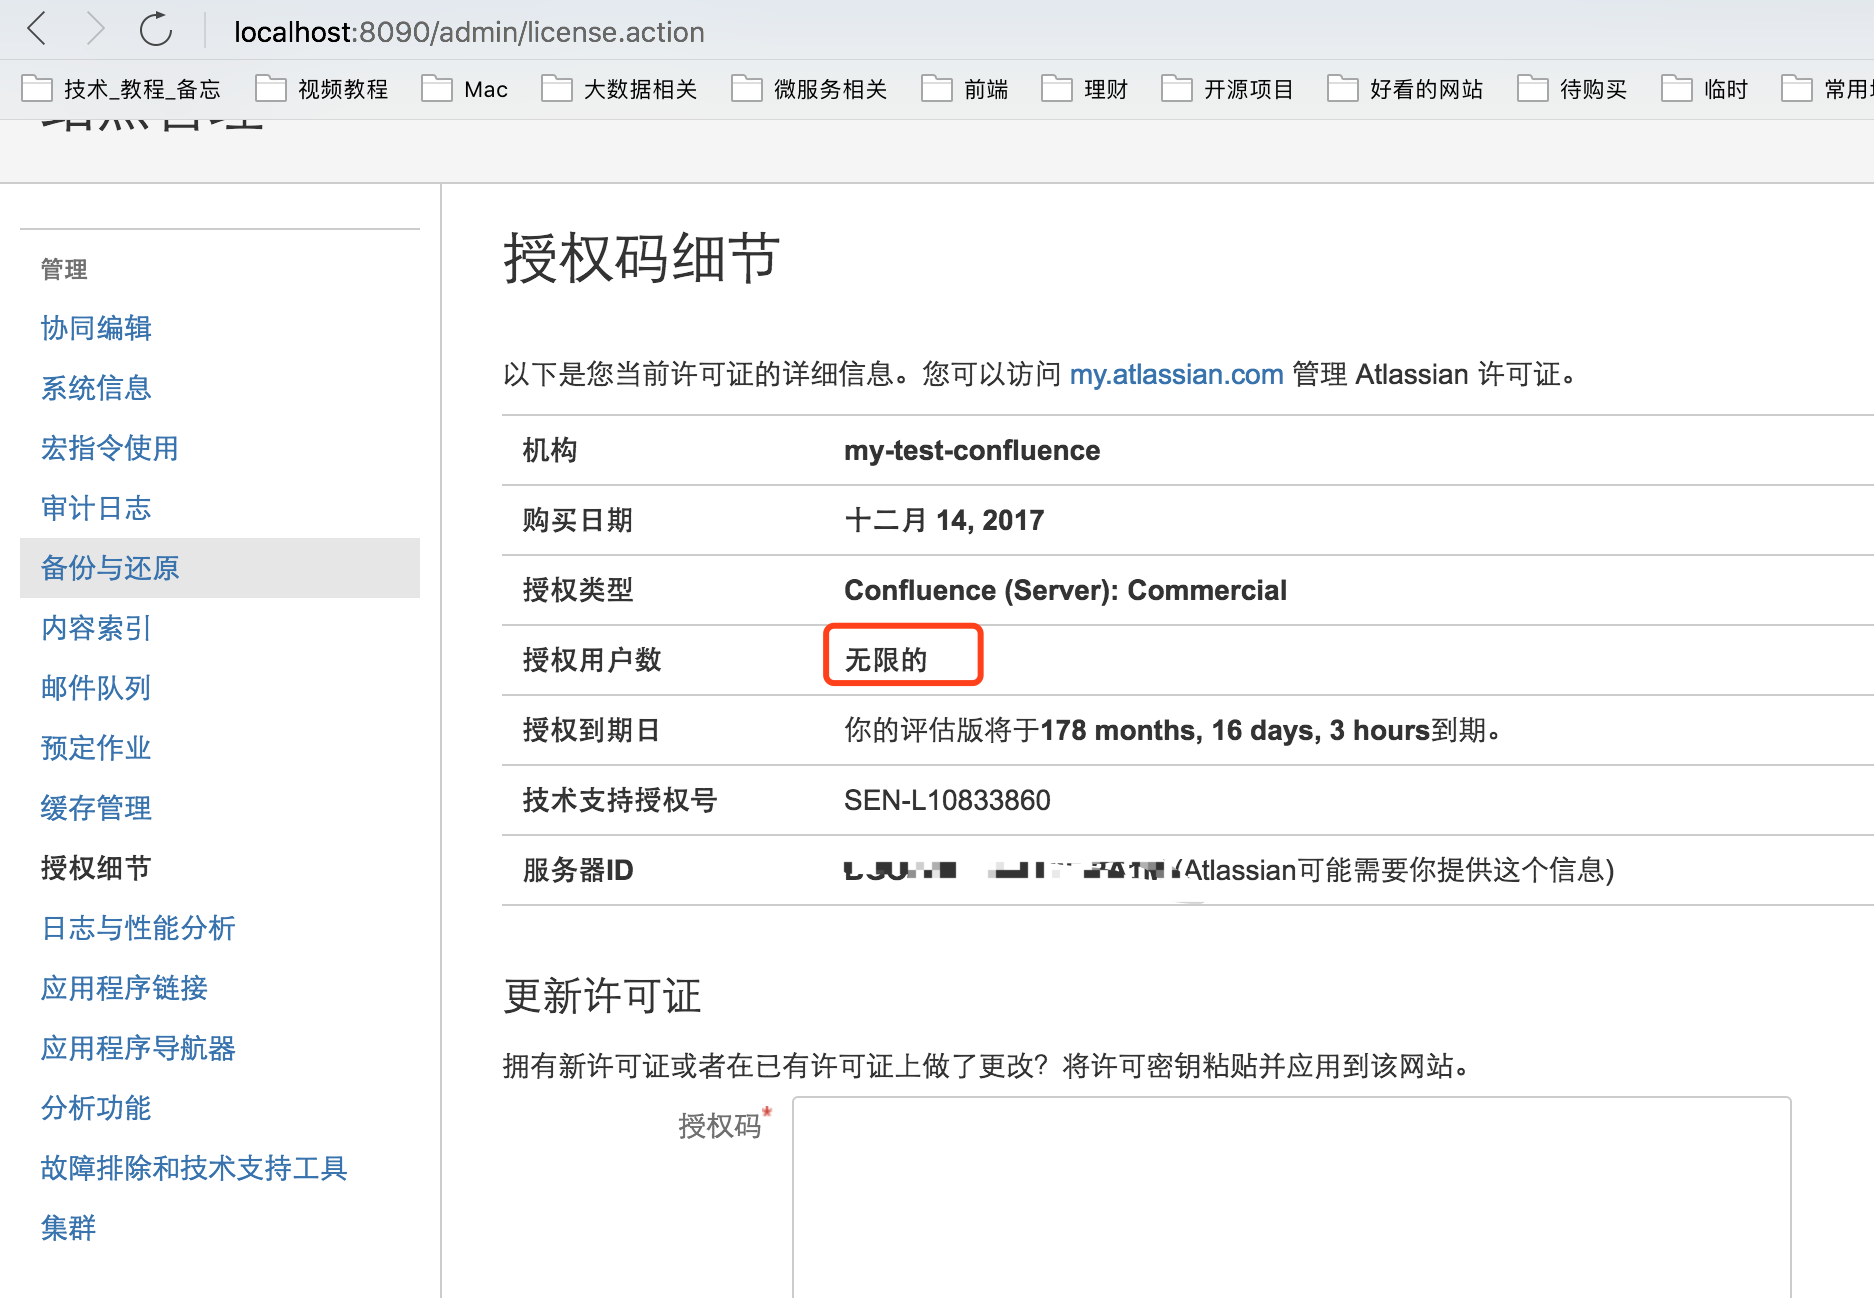 localhost:8090/admin/license.action
技术_教程_备忘 视频教程 Mac 大数据相关 微服务相关 前端 理财 开源项目 好看的网站 待购买 临时 常用
站点管理
管理
协同编辑
系统信息
宏指令使用
审计日志
备份与还原
内容索引
邮件队列
预定作业
缓存管理
授权细节
日志与性能分析
应用程序链接
应用程序导航器
分析功能
故障排除和技术支持工具
集群
授权码细节
以下是您当前许可证的详细信息。您可以访问 my.atlassian.com 管理 Atlassian 许可证。
机构 my-test-confluence
购买日期 十二月 14, 2017
授权类型 Confluence (Server): Commercial
授权用户数 无限的
授权到期日 你的评估版将于178 months, 16 days, 3 hours到期。
技术支持授权号 SEN-L10833860
服务器ID (Atlassian可能需要你提供这个信息)
更新许可证
拥有新许可证或者在已有许可证上做了更改？将许可密钥粘贴并应用到该网站。
授权码*